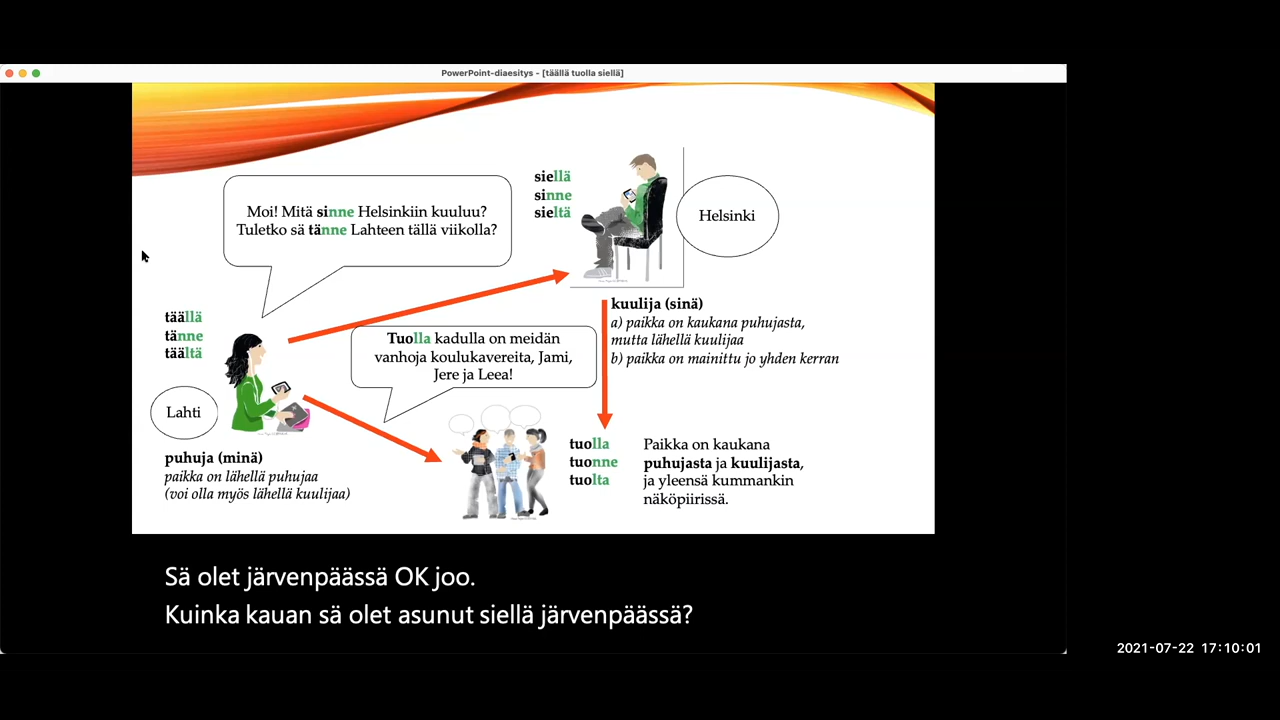 PowerPoint-diaesitys - [täällä tuolla siellä]
Moi! Mitä sinne Helsinkiin kuuluu?
Tuletko sä tänne Lahteen tällä viikolla?
siellä
sinne
sieltä
Helsinki
täällä
tänne
täältä
Lahti
puhuja (minä)
paikka on lähellä puhujaa
(voi olla myös lähellä kuulijaa)
Tuolla kadulla on meidän
vanhoja koulukavereita, Jami,
Jere ja Leea!
kuulija (sinä)
a) paikka on kaukana puhujasta,
mutta lähellä kuulijaa
b) paikka on mainittu jo yhden kerran
tuolla
tuonne
tuolta
Paikka on kaukana
puhujasta ja kuulijasta,
ja yleensä kummankin
näköpiirissä.
Sä olet järvenpäässä OK joo.
Kuinka kauan sä olet asunut siellä järvenpäässä?
2021-07-22 17:10:01